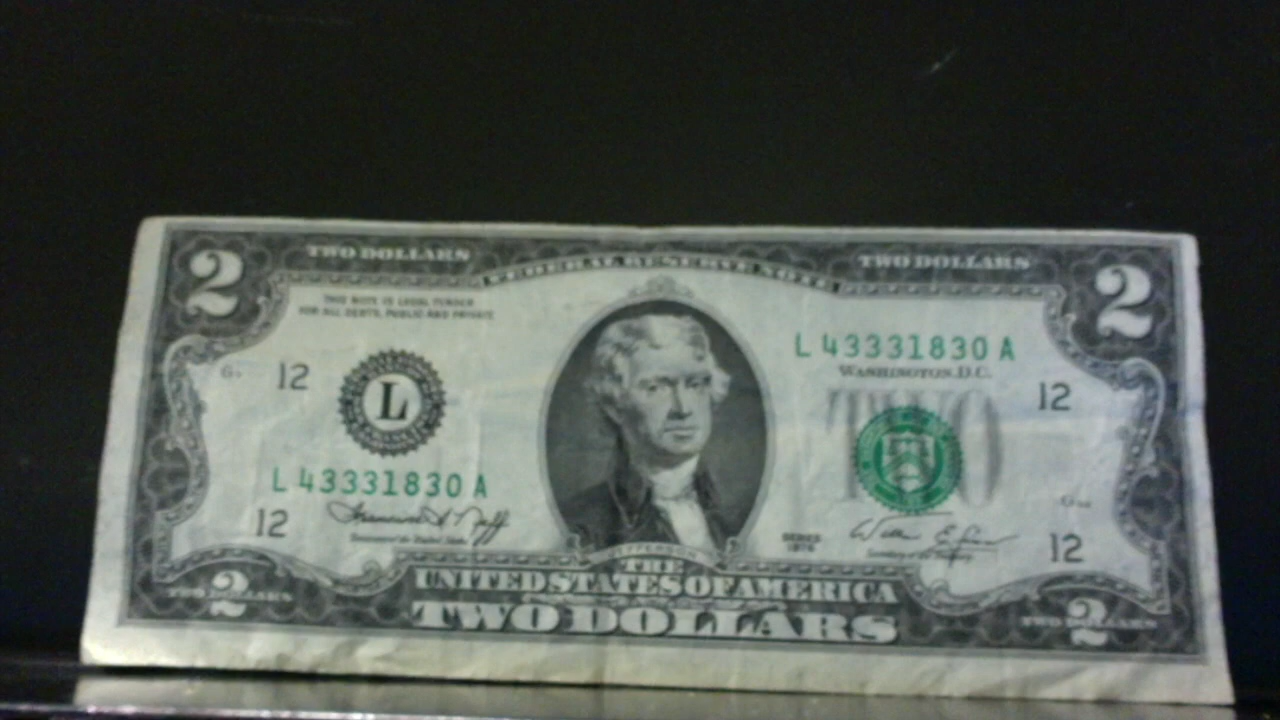 2 TWO DOLLARS FEDERAL RESERVE NOTE TWO DOLLARS 2
THIS NOTE IS LEGAL TENDER
FOR ALL DEBTS, PUBLIC AND PRIVATE
L 43331830 A
WASHINGTON, D.C.
12 L 12
TWO
L 43331830 A
12 SERIES
1976 12
JEFFERSON
THE
UNITED STATES OF AMERICA
2 TWO DOLLARS 2